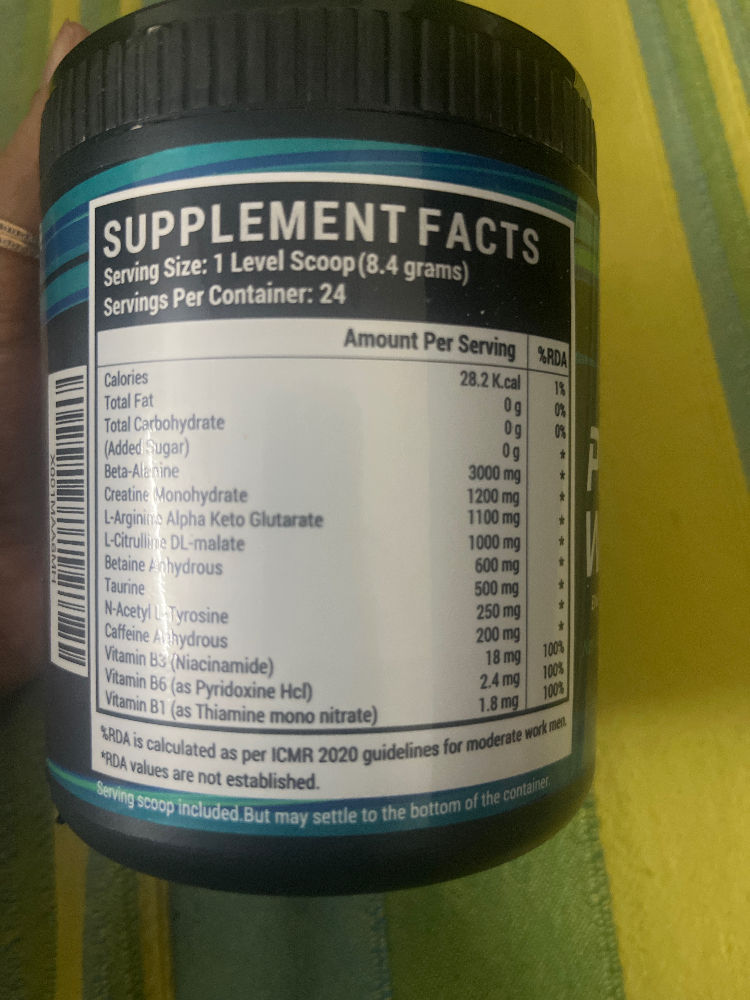 SUPPLEMENT FACTS
Serving Size: 1 Level Scoop (8.4 grams)
Servings Per Container: 24
Amount Per Serving %RDA
Calories 28.2 K.cal 1%
Total Fat 0 g 0%
Total Carbohydrate 0 g 0%
(Added Sugar) 0 g *
Beta-Alanine 3000 mg *
Creatine Monohydrate 1200 mg *
L-Arginine Alpha Keto Glutarate 1100 mg *
L-Citrulline DL-malate 1000 mg *
Betaine Anhydrous 600 mg *
Taurine 500 mg *
N-Acetyl L-Tyrosine 250 mg *
Caffeine Anhydrous 200 mg *
Vitamin B3 (Niacinamide) 18 mg 100%
Vitamin B6 (as Pyridoxine Hcl) 2.4 mg 100%
Vitamin B1 (as Thiamine mono nitrate) 1.8 mg 100%
%RDA is calculated as per ICMR 2020 guidelines for moderate work men.
*RDA values are not established.
Serving scoop included.But may settle to the bottom of the container.